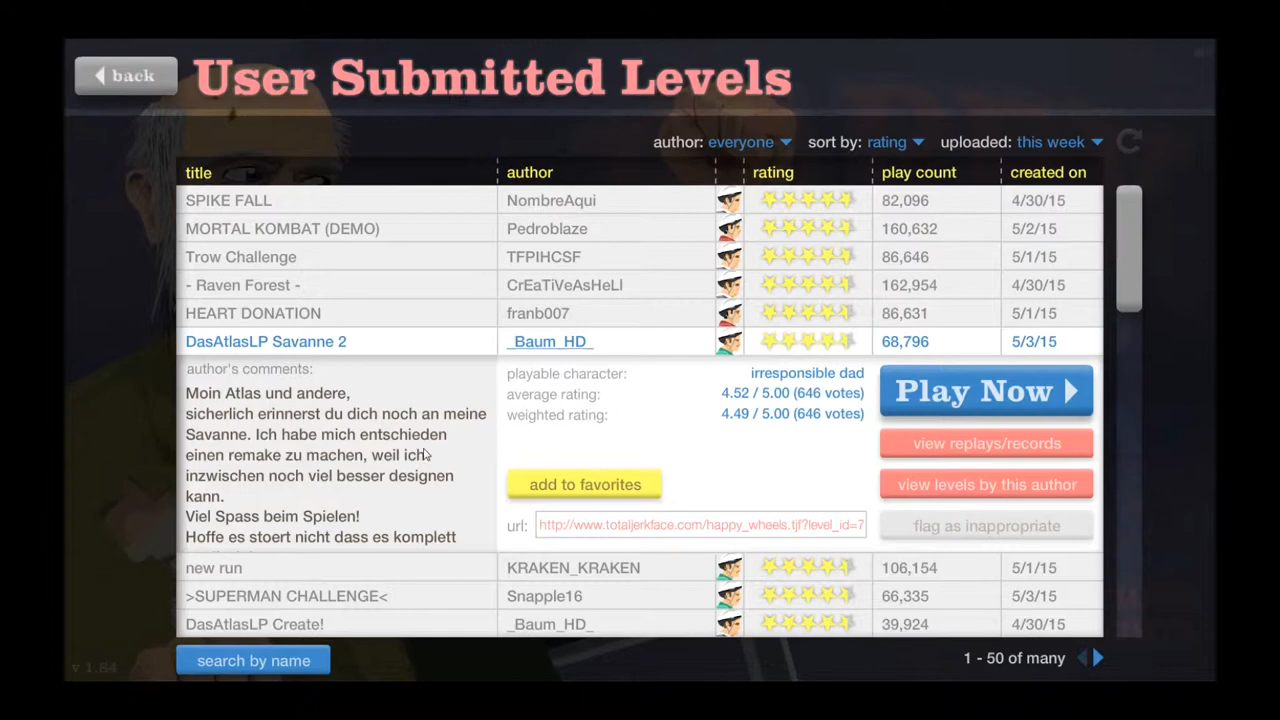 back
User Submitted Levels
author: everyone sort by: rating uploaded: this week
title author rating play count created on
SPIKE FALL NombreAqui 82,096 4/30/15
MORTAL KOMBAT (DEMO) Pedroblaze 160,632 5/2/15
Trow Challenge TFPIHCSF 86,646 5/1/15
- Raven Forest - CrEaTiVeAsHeLl 162,954 4/30/15
HEART DONATION franb007 86,631 5/1/15
DasAtlasLP Savanne 2 _Baum_HD_ 68,796 5/3/15
author's comments:
Moin Atlas und andere,
sicherlich erinnerst du dich noch an meine
Savanne. Ich habe mich entschieden
einen remake zu machen, weil ich
inzwischen noch viel besser designen
kann.
Viel Spass beim Spielen!
Hoffe es stoert nicht dass es komplett
playable character: irresponsible dad
average rating: 4.52 / 5.00 (646 votes)
weighted rating: 4.49 / 5.00 (646 votes)
add to favorites
url: http://www.totaljerkface.com/happy_wheels.tjf?level_id=7
Play Now
view replays/records
view levels by this author
flag as inappropriate
new run KRAKEN_KRAKEN 106,154 5/1/15
>SUPERMAN CHALLENGE< Snapple16 66,335 5/3/15
DasAtlasLP Create! _Baum_HD_ 39,924 4/30/15
v 1.84
search by name
1 - 50 of many